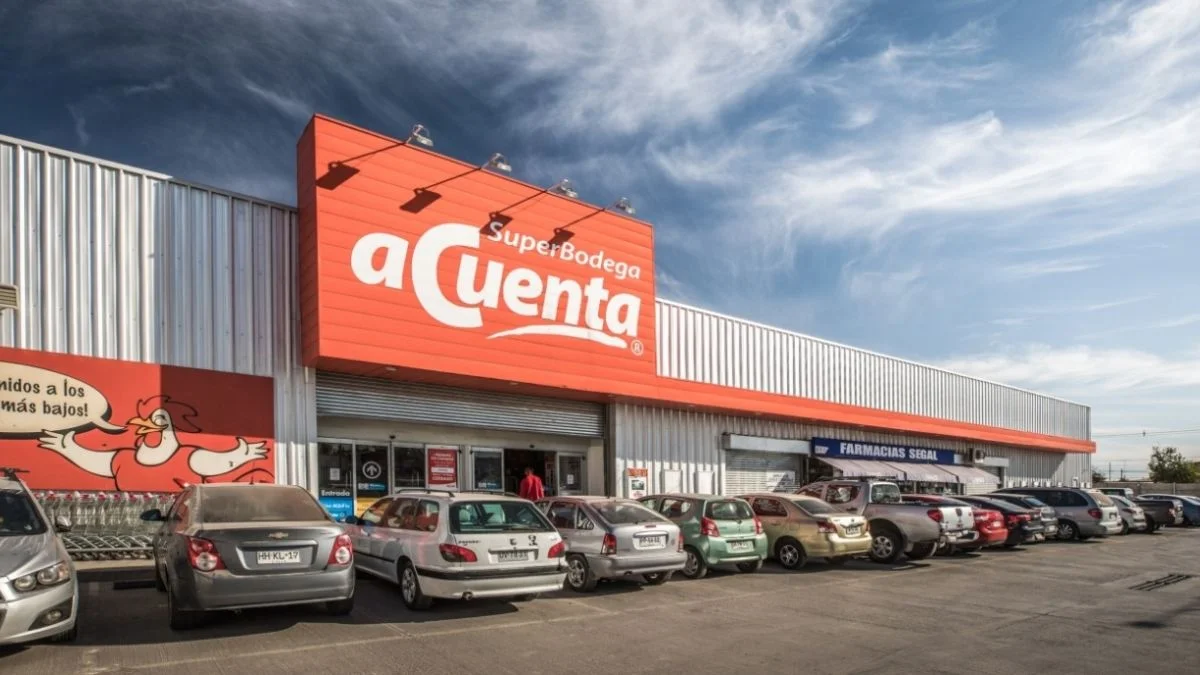 SuperBodega
aCuenta
®
nidos a los
más bajos!
FARMACIAS SEGAL
Entrada
HH KL·17